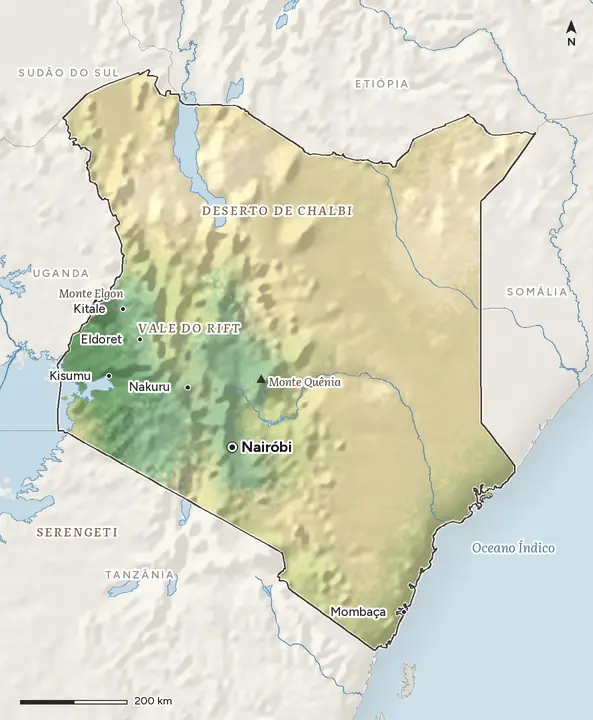 N
SUDÃO DO SUL
ETIÓPIA
DESERTO DE CHALBI
UGANDA
SOMÁLIA
Monte Elgon
Kitale
VALE DO RIFT
Eldoret
Kisumu
Monte Quênia
Nakuru
Nairóbi
SERENGETI
Oceano Índico
TANZÂNIA
Mombaça
200 km